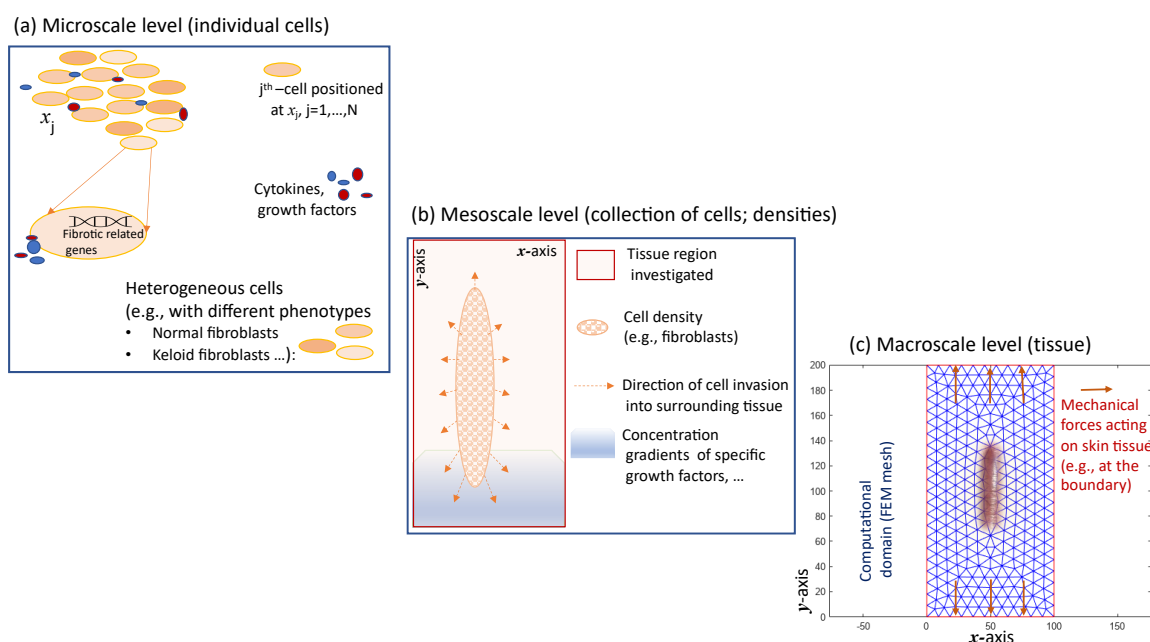 (a) Microscale level (individual cells)
jth–cell positioned
at xj, j=1,...,N
xj
Cytokines,
growth factors
Fibrotic related
genes
Heterogeneous cells
(e.g., with different phenotypes
• Normal fibroblasts
• Keloid fibroblasts ...):
(b) Mesoscale level (collection of cells; densities)
y-axis
x-axis
Tissue region
investigated
Cell density
(e.g., fibroblasts)
Direction of cell invasion
into surrounding tissue
Concentration
gradients of specific
growth factors, ...
(c) Macroscale level (tissue)
200
180
160
140
120
100
80
60
40
20
0
-50
0
50
100
150
y-axis
x-axis
Computational
domain (FEM mesh)
Mechanical
forces acting
on skin tissue
(e.g., at the
boundary)